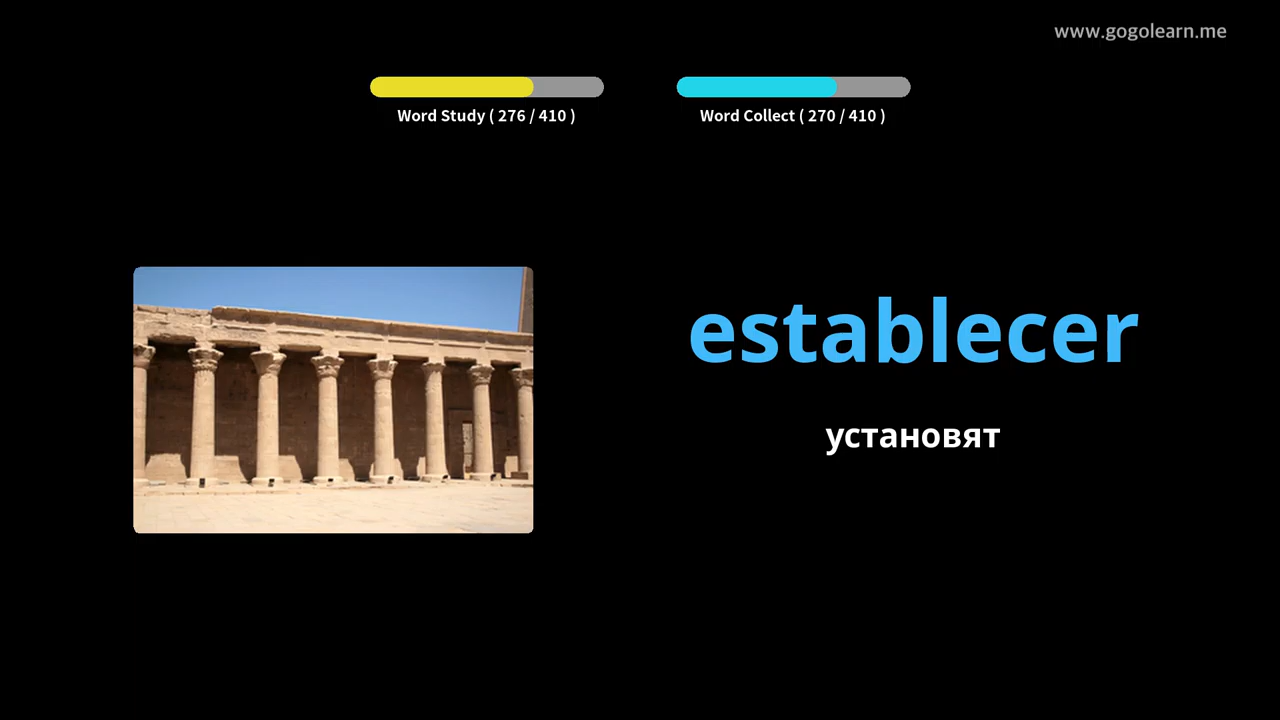 www.gogolearn.me
Word Study ( 276 / 410 )
Word Collect ( 270 / 410 )
establecer
установят